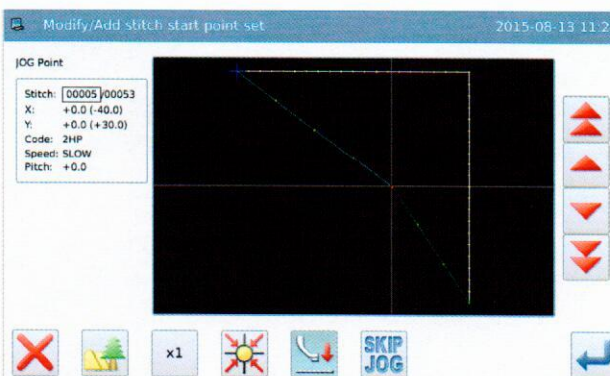 Modify/Add stitch start point set 2015-08-13 11:2
JOG Point
Stitch: 00005/00053
X: +0.0 (-40.0)
Y: +0.0 (+30.0)
Code: 2HP
Speed: SLOW
Pitch: +0.0
x1
SKIP
JOG